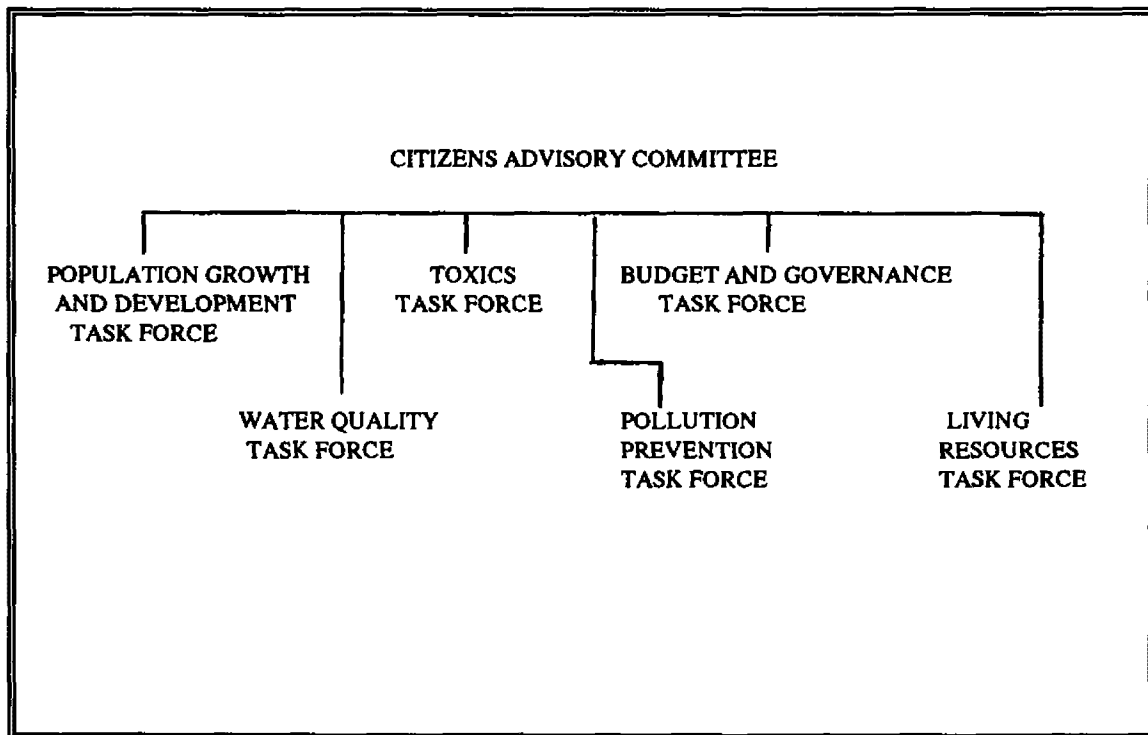 CITIZENS ADVISORY COMMITTEE
POPULATION GROWTH
AND DEVELOPMENT
TASK FORCE
TOXICS
TASK FORCE
BUDGET AND GOVERNANCE
TASK FORCE
WATER QUALITY
TASK FORCE
POLLUTION
PREVENTION
TASK FORCE
LIVING
RESOURCES
TASK FORCE